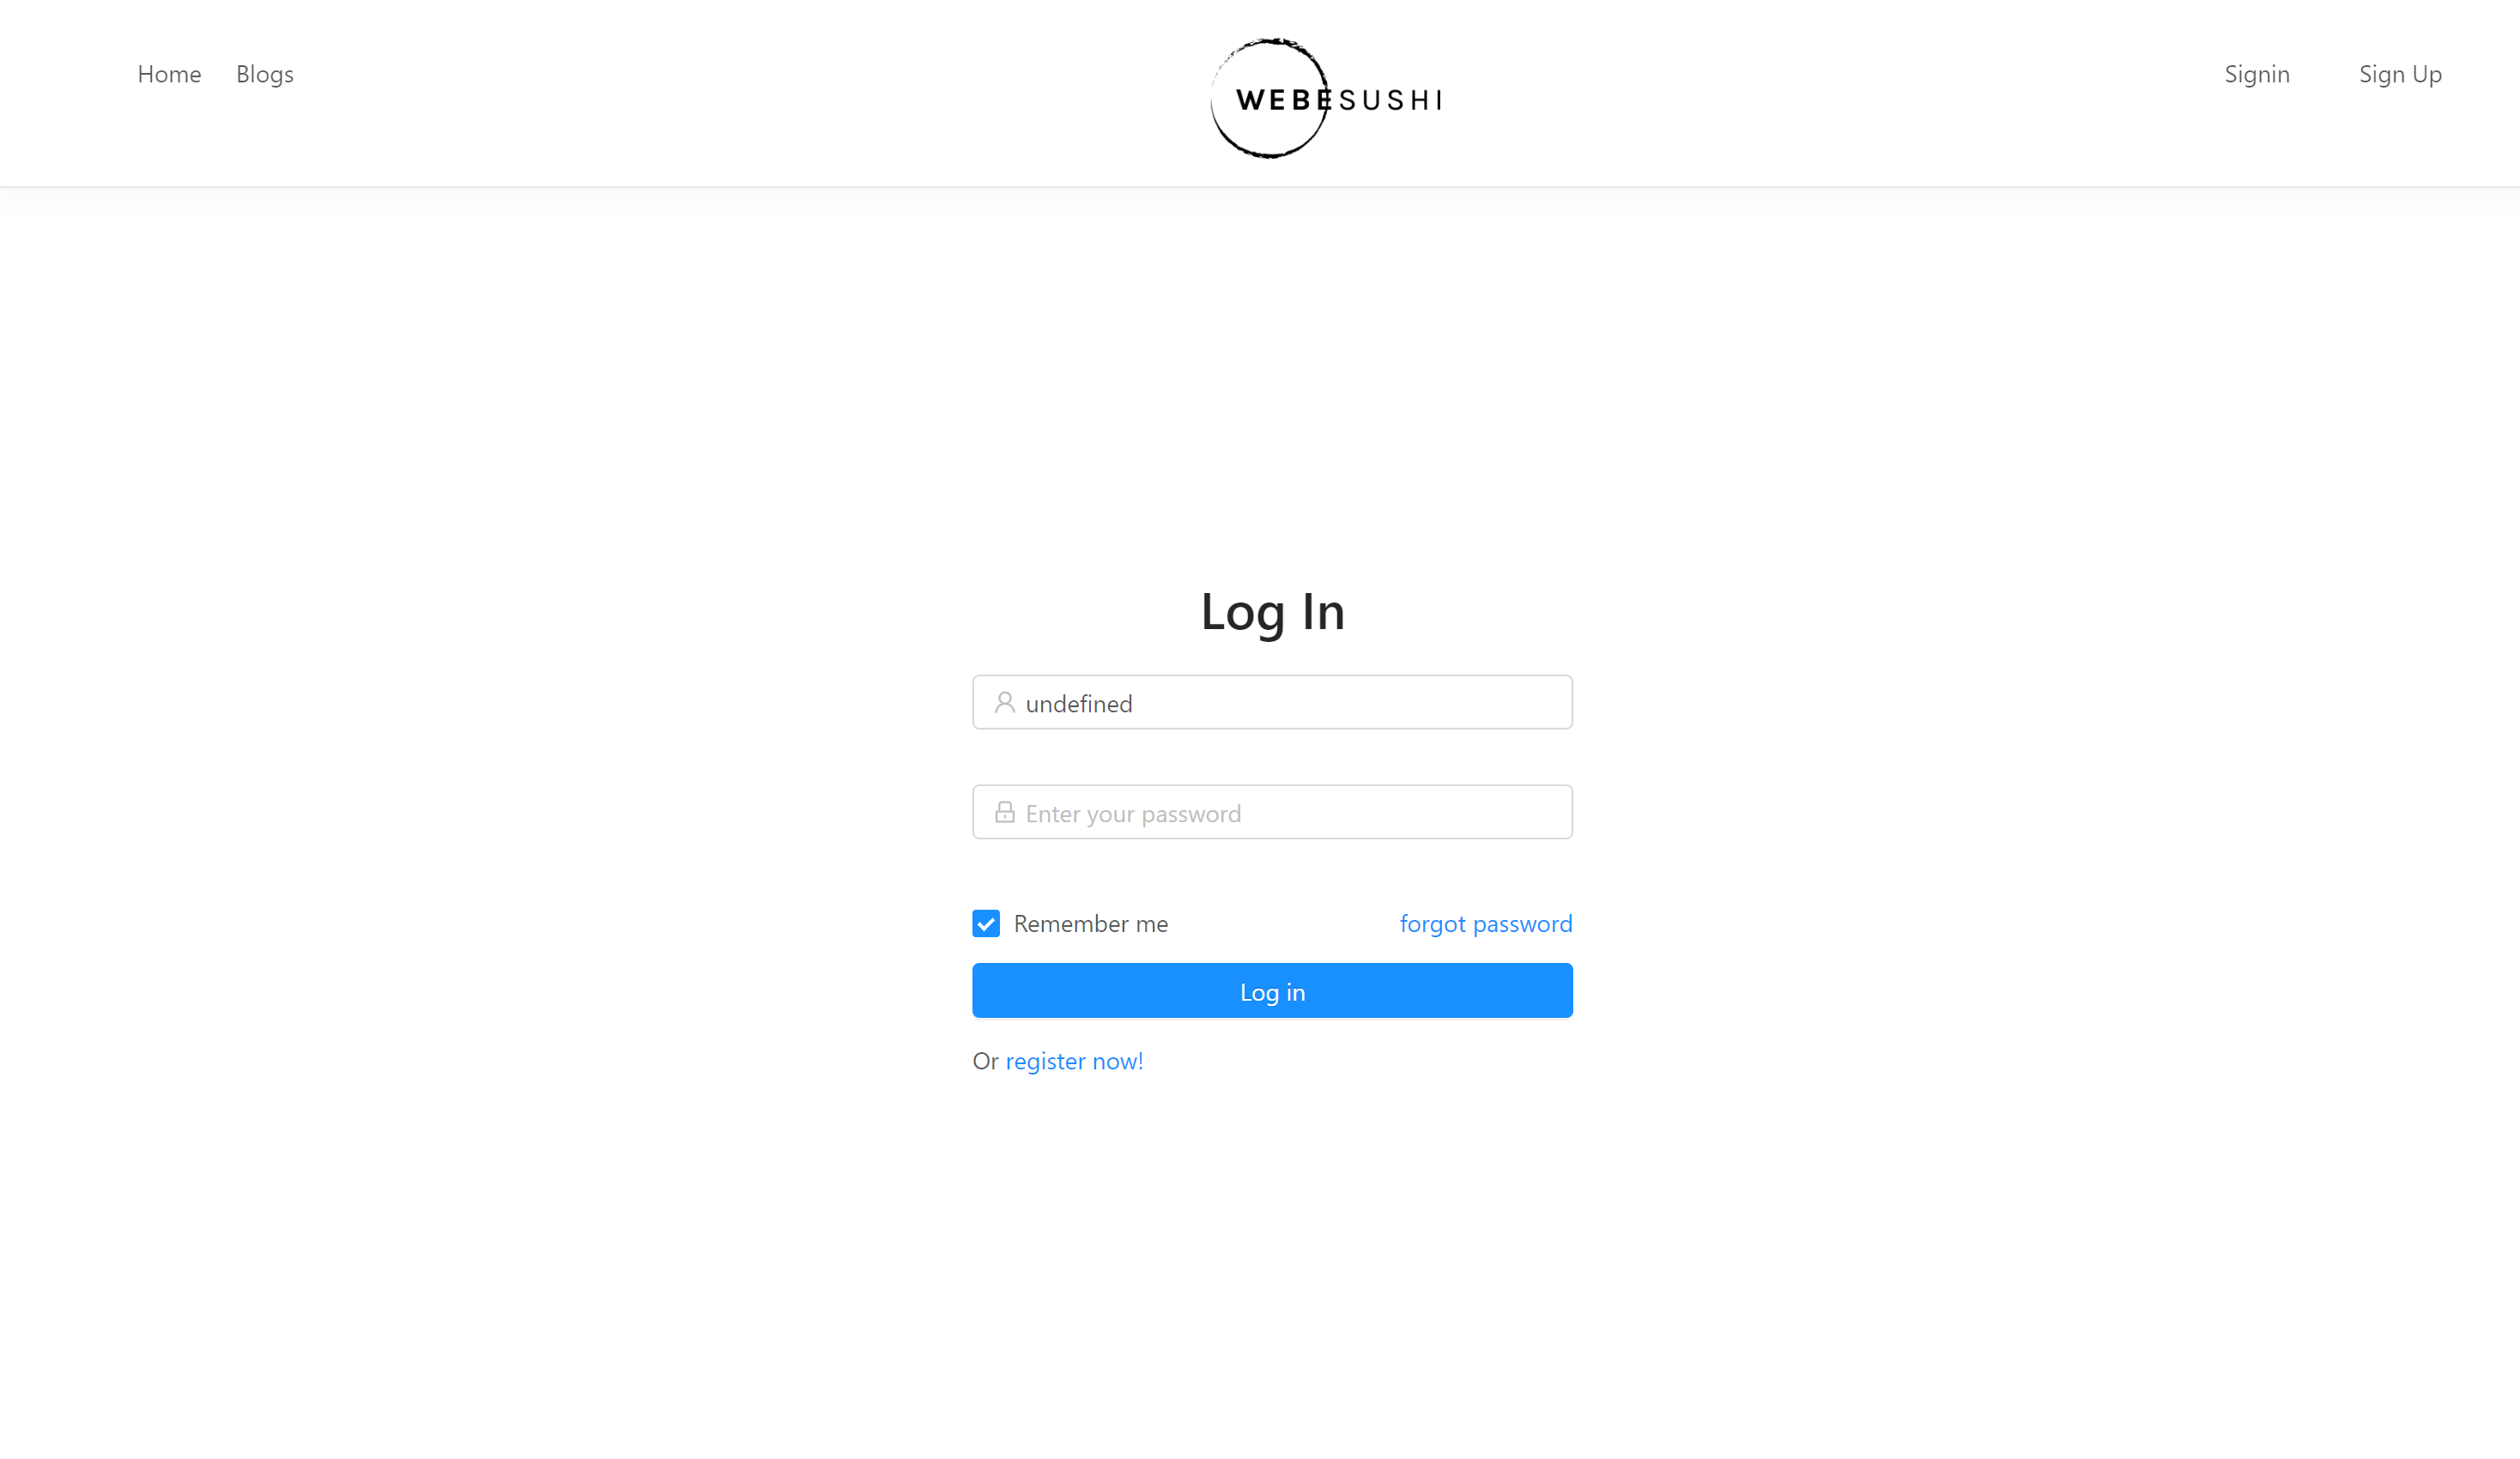 Home Blogs WEBESUSHI Signin Sign Up
Log In
undefined
Enter your password
Remember me forgot password
Log in
Or register now!